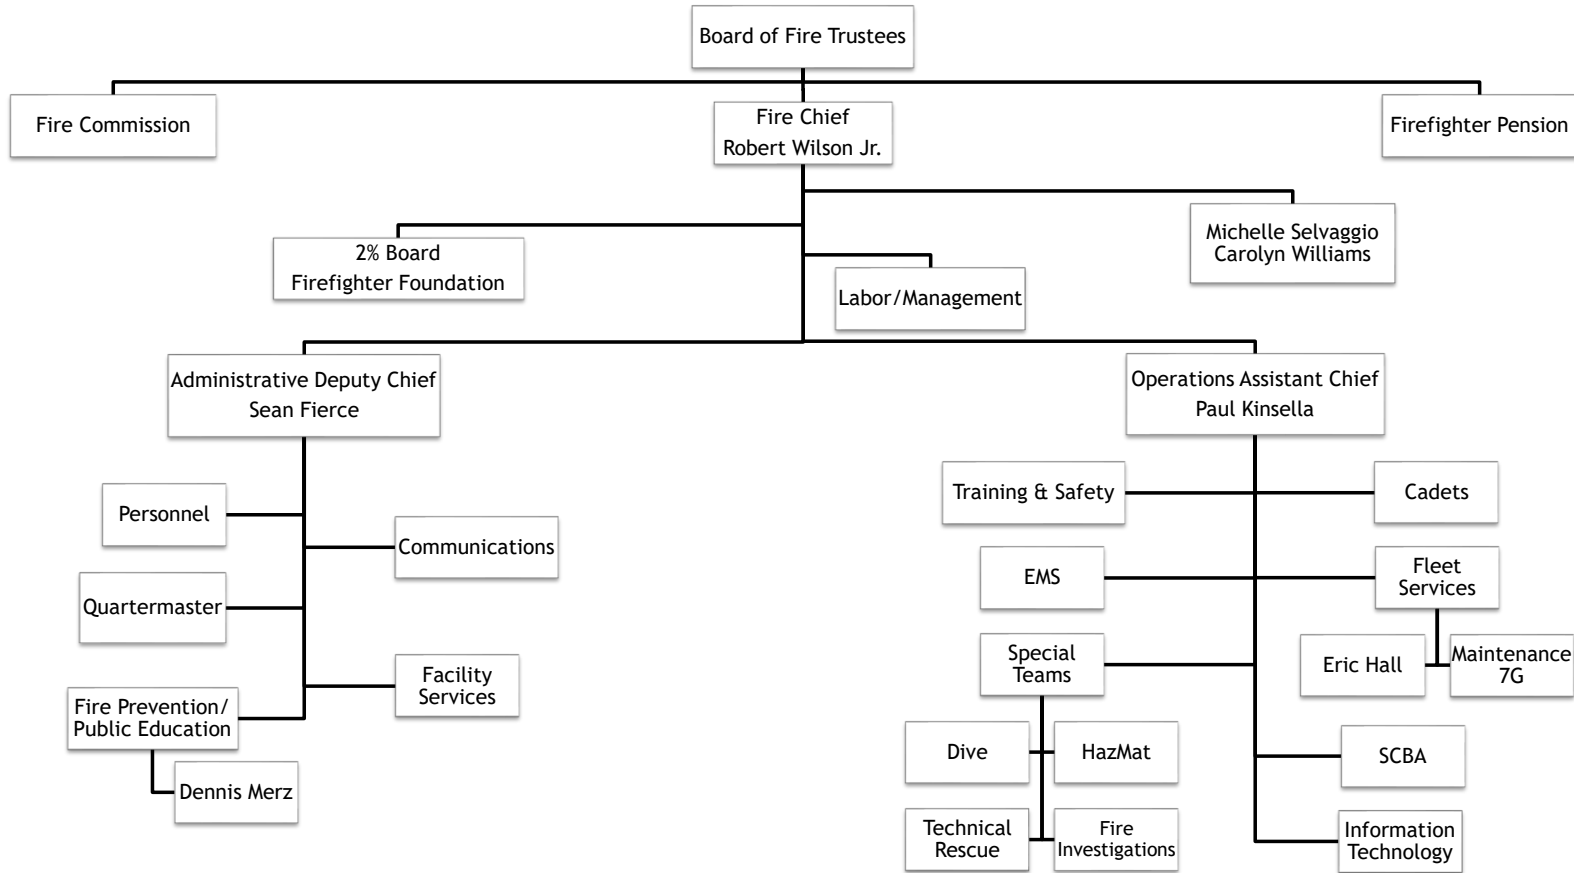 Board of Fire Trustees
Fire Commission
Fire Chief
Robert Wilson Jr.
Firefighter Pension
Michelle Selvaggio
Carolyn Williams
2% Board
Firefighter Foundation
Labor/Management
Administrative Deputy Chief
Sean Fierce
Operations Assistant Chief
Paul Kinsella
Personnel
Communications
Quartermaster
Facility
Services
Fire Prevention/
Public Education
Dennis Merz
Training & Safety
Cadets
EMS
Fleet
Services
Special
Teams
Eric Hall
Maintenance
7G
Dive
HazMat
SCBA
Technical
Rescue
Fire
Investigations
Information
Technology